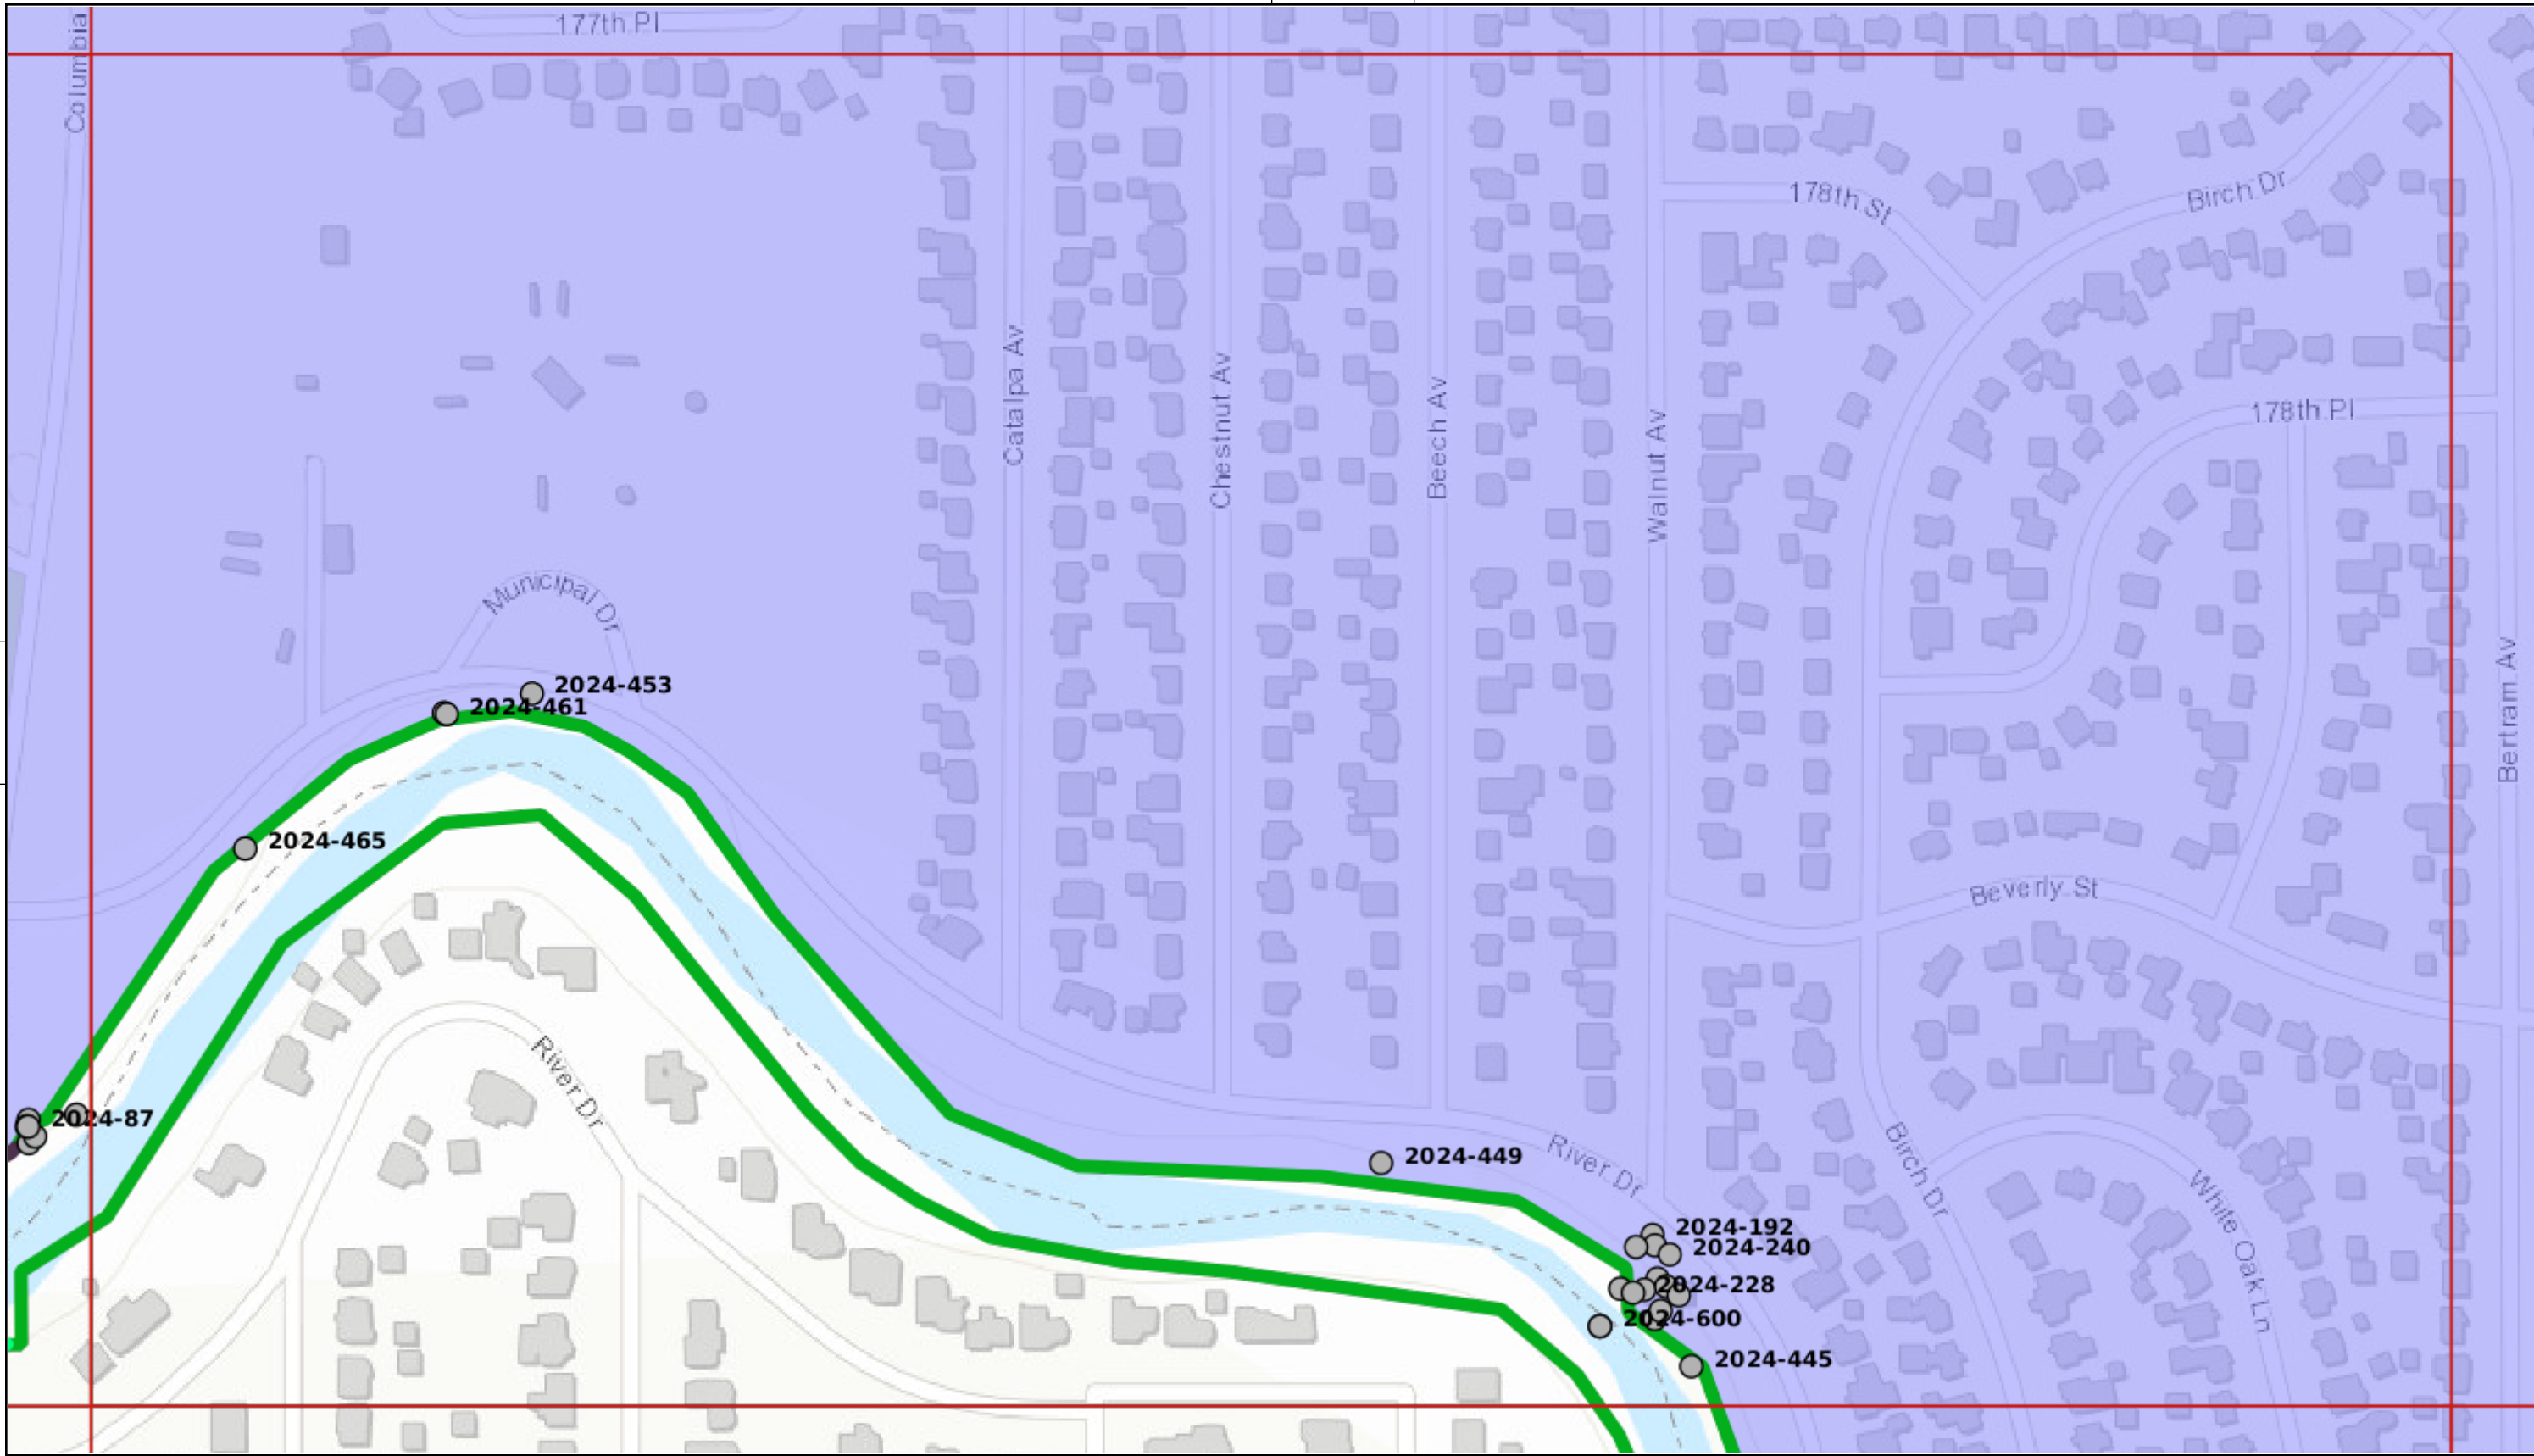 177th Pl
Columbia
178th St
Birch Dr
178th Pl
Catalpa Av
Chestnut Av
Beech Av
Walnut Av
Municipal Dr
2024-453
2024-461
Bertram Av
2024-465
Beverly St
River Dr
2024-87
2024-449
River Dr
Birch Dr
White Oak Ln
2024-192
2024-240
2024-228
2024-600
2024-445